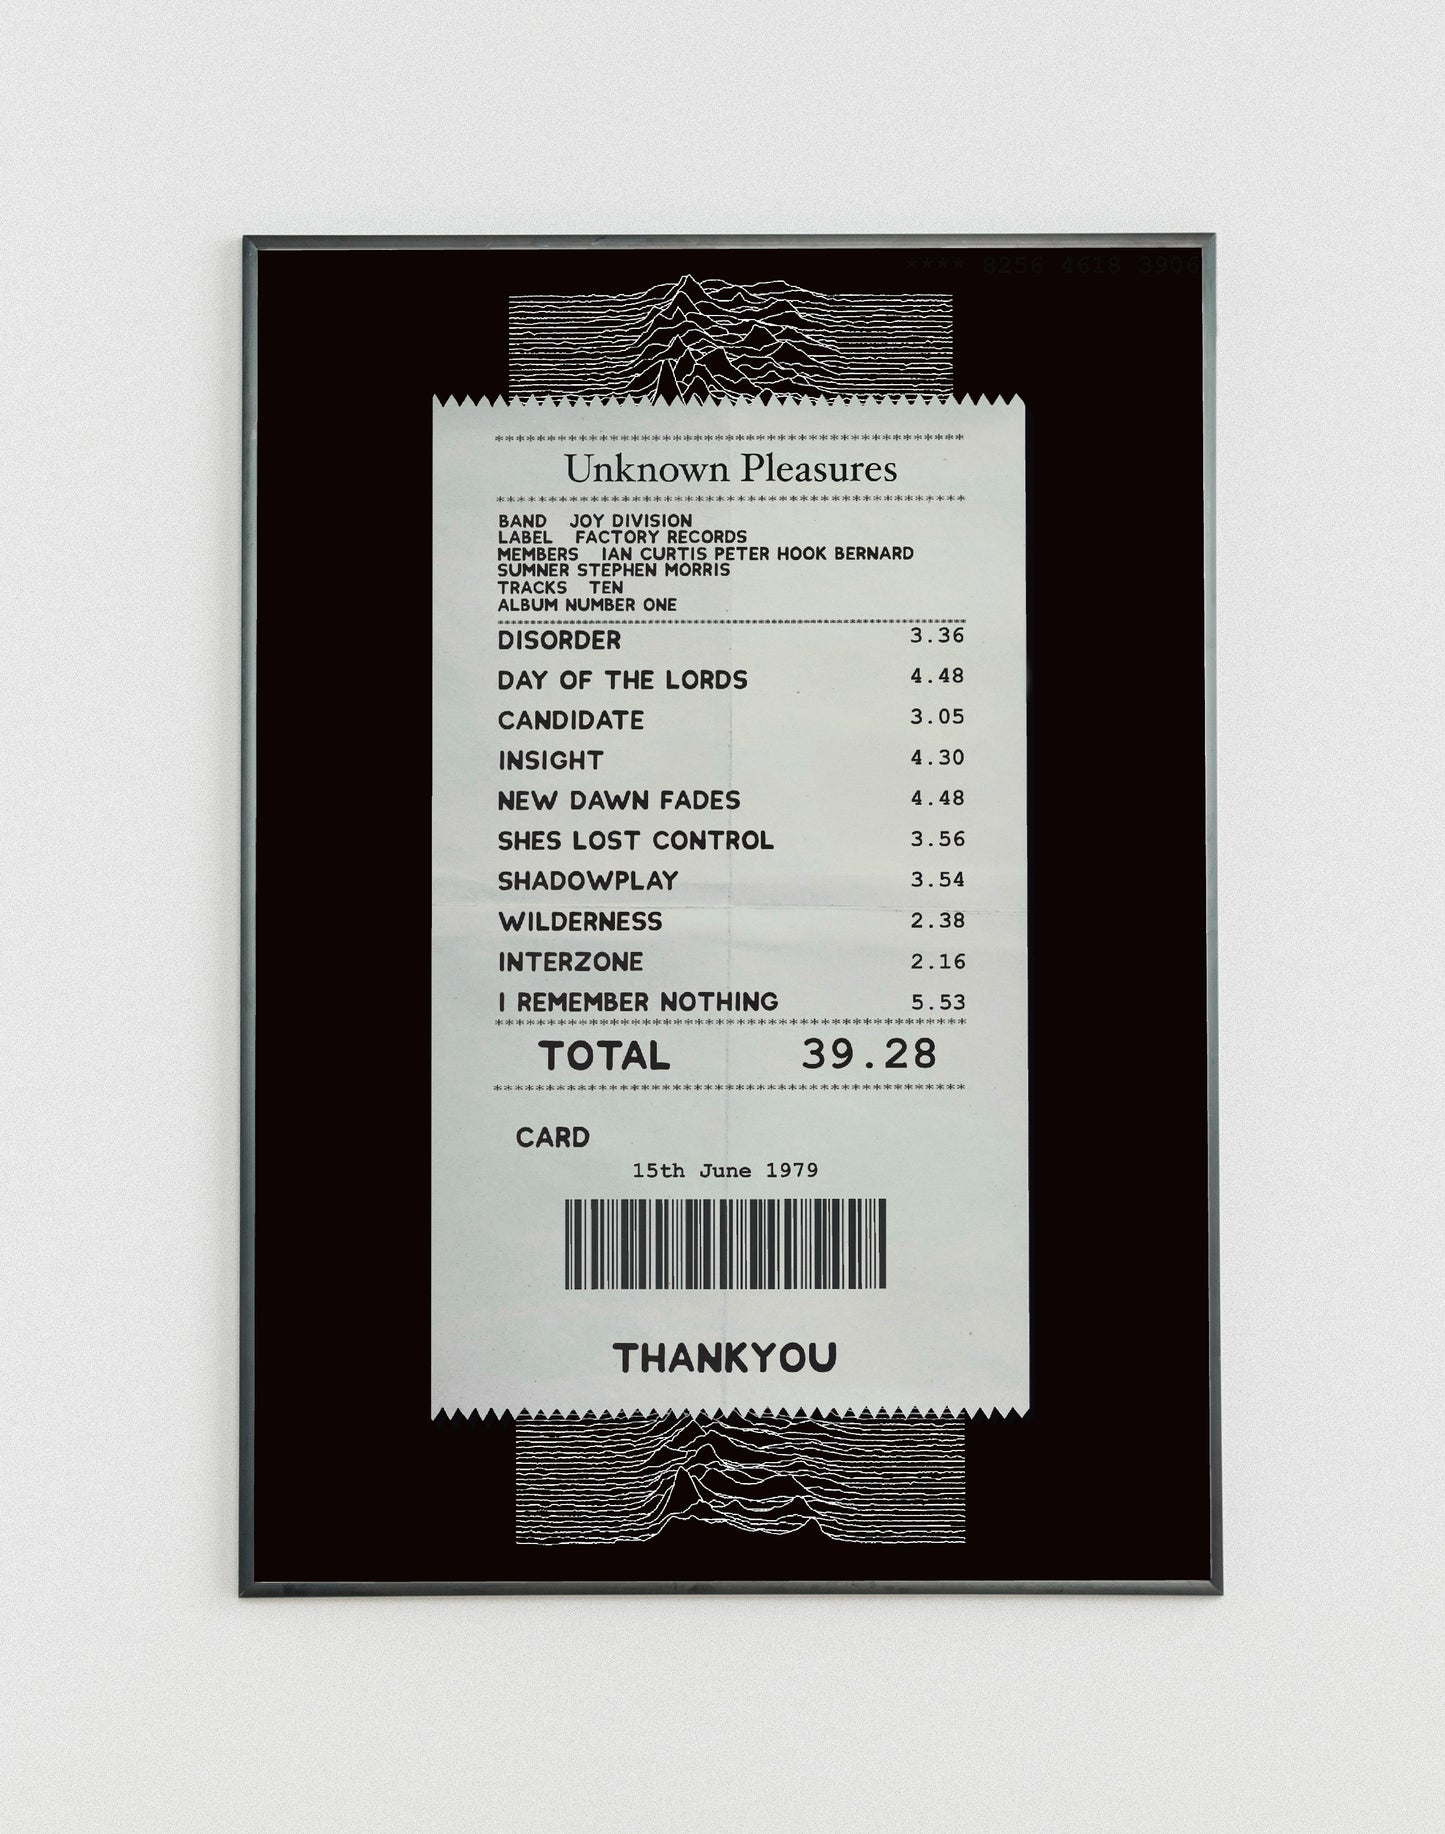 **** 8256 4618 3906
****************************************
Unknown Pleasures
****************************************
BAND JOY DIVISION
LABEL FACTORY RECORDS
MEMBERS IAN CURTIS PETER HOOK BERNARD
SUMNER STEPHEN MORRIS
TRACKS TEN
ALBUM NUMBER ONE
DISORDER 3.36
DAY OF THE LORDS 4.48
CANDIDATE 3.05
INSIGHT 4.30
NEW DAWN FADES 4.48
SHES LOST CONTROL 3.56
SHADOWPLAY 3.54
WILDERNESS 2.38
INTERZONE 2.16
I REMEMBER NOTHING 5.53
TOTAL 39.28
CARD
15th June 1979
THANKYOU